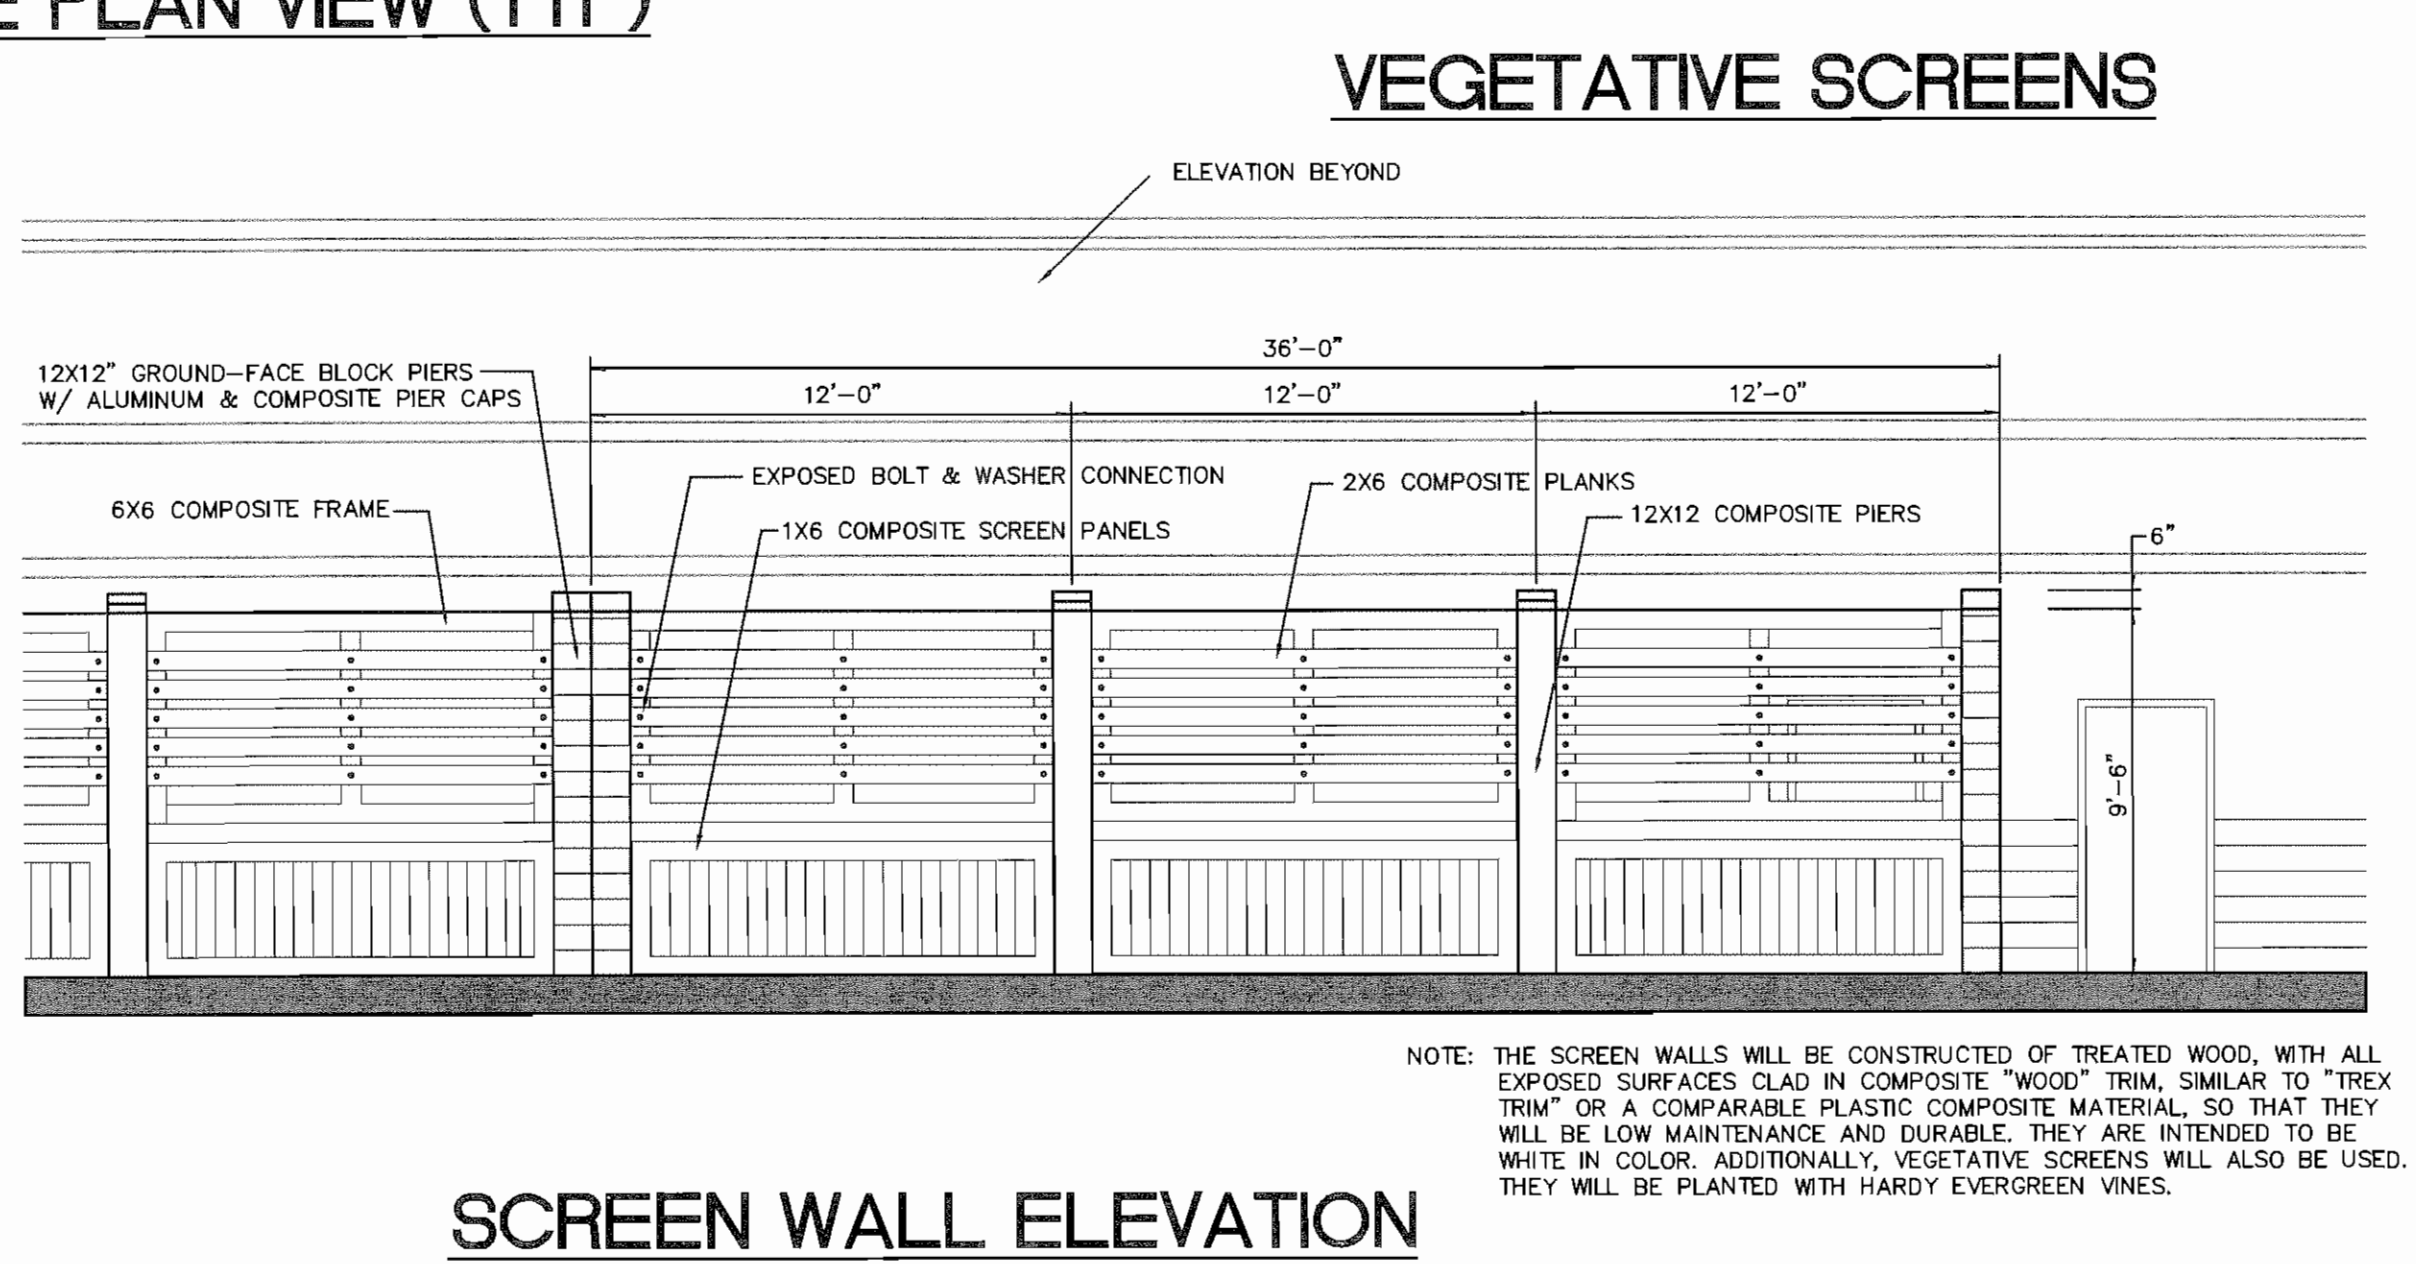 E PLAN VIEW (TYP)
VEGETATIVE SCREENS
ELEVATION BEYOND
36'-0"
12X12" GROUND-FACE BLOCK PIERS
W/ ALUMINUM & COMPOSITE PIER CAPS
12'-0"
12'-0"
12'-0"
EXPOSED BOLT & WASHER CONNECTION
2X6 COMPOSITE PLANKS
6X6 COMPOSITE FRAME
12X12 COMPOSITE PIERS
1X6 COMPOSITE SCREEN PANELS
6"
9'-6"
NOTE: THE SCREEN WALLS WILL BE CONSTRUCTED OF TREATED WOOD, WITH ALL
EXPOSED SURFACES CLAD IN COMPOSITE "WOOD" TRIM, SIMILAR TO "TREX
TRIM" OR A COMPARABLE PLASTIC COMPOSITE MATERIAL, SO THAT THEY
WILL BE LOW MAINTENANCE AND DURABLE. THEY ARE INTENDED TO BE
WHITE IN COLOR. ADDITIONALLY, VEGETATIVE SCREENS WILL ALSO BE USED.
THEY WILL BE PLANTED WITH HARDY EVERGREEN VINES.
SCREEN WALL ELEVATION